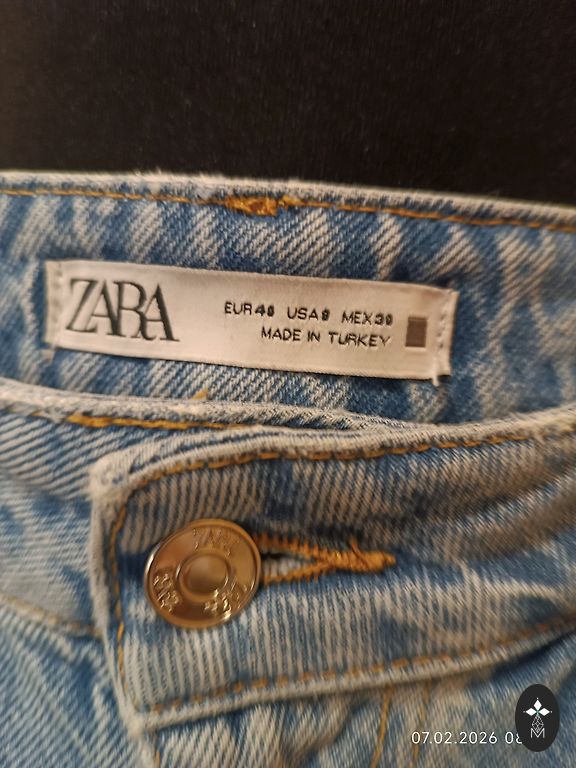 ZARA
EUR 40 USA 8 MEX 30
MADE IN TURKEY
ZARA
07.02.2026
M